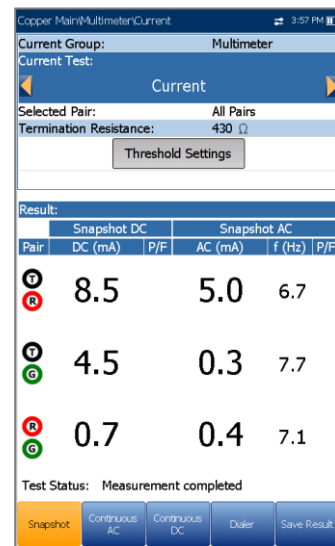 Copper Main\Multimeter\Current 3:57 PM
Current Group: Multimeter
Current Test:
Current
Selected Pair: All Pairs
Termination Resistance: 430 Ω
Threshold Settings
Result:
Snapshot DC Snapshot AC
Pair DC (mA) P/F AC (mA) f (Hz) P/F
T
R 8.5 5.0 6.7
T
G 4.5 0.3 7.7
R
G 0.7 0.4 7.1
Test Status: Measurement completed
Snapshot Continuous AC Continuous DC Dialer Save Result